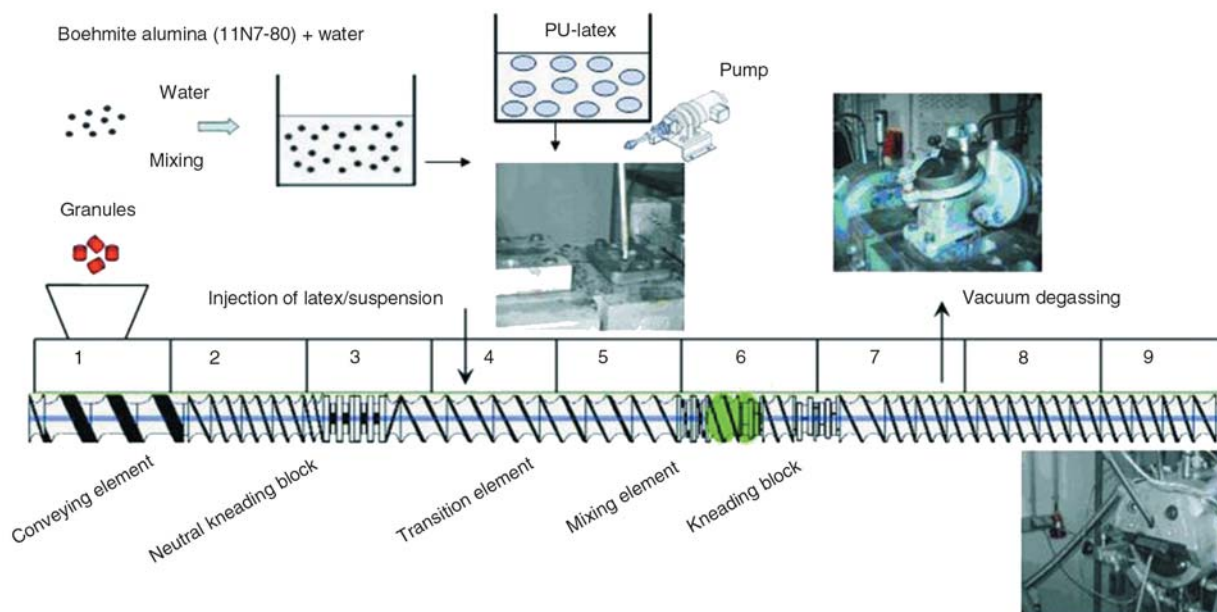 Boehmite alumina (11N7-80) + water
PU-latex
Pump
Water
Mixing
Granules
Injection of latex/suspension
Vacuum degassing
1 2 3 4 5 6 7 8 9
Conveying element
Neutral kneading block
Transition element
Mixing element
Kneading block